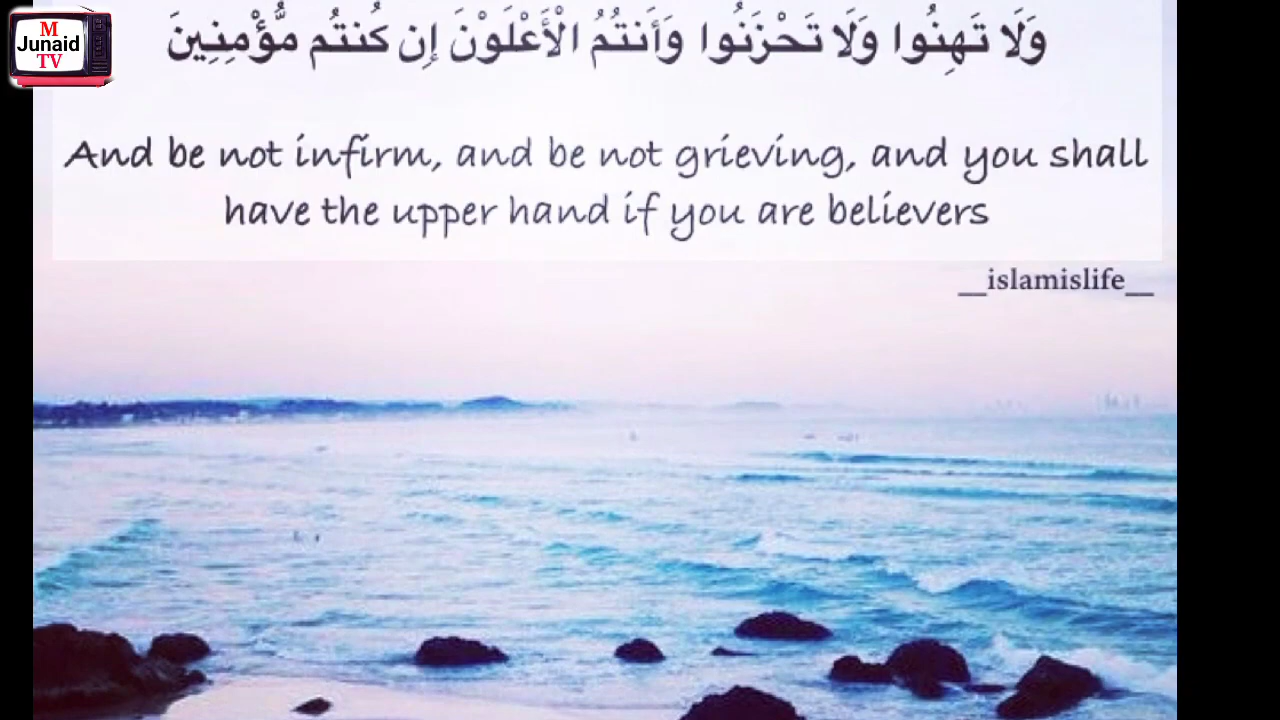 M
Junaid
TV
وَلَا تَهِنُوا وَلَا تَحْزَنُوا وَأَنتُمُ الْأَعْلَوْنَ إِن كُنتُم مُّؤْمِنِينَ
And be not infirm, and be not grieving, and you shall
have the upper hand if you are believers
__islamislife__